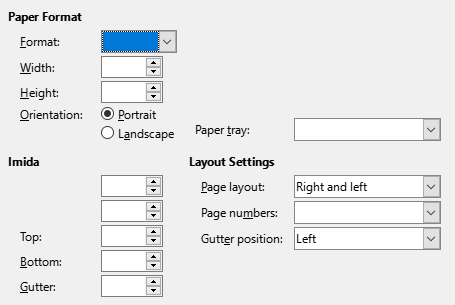 Paper Format
Format:
Width:
Height:
Orientation:
Portrait
Landscape
Paper tray:
Imida
Top:
Bottom:
Gutter:
Layout Settings
Page layout:
Right and left
Page numbers:
Gutter position:
Left